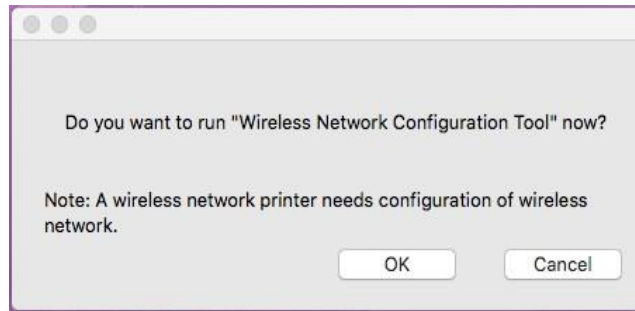 Do you want to run "Wireless Network Configuration Tool" now?
Note: A wireless network printer needs configuration of wireless
network.
OK
Cancel